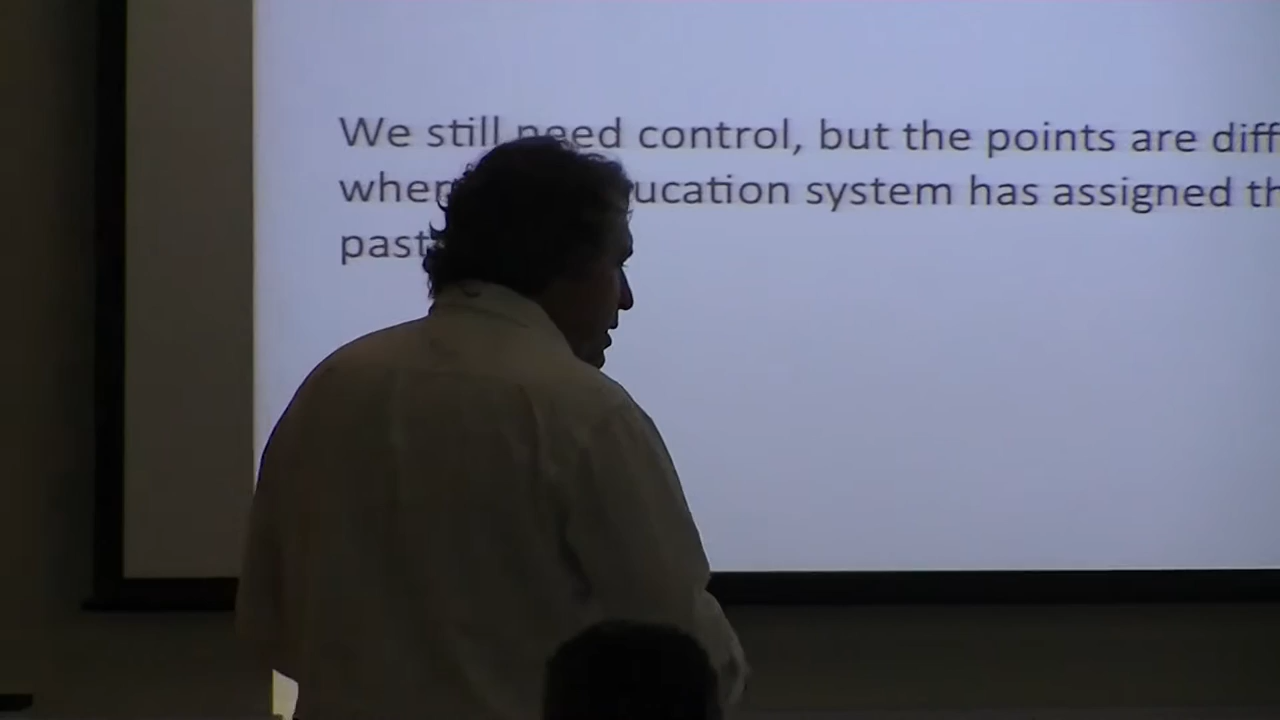 We still need control, but the points are diff
when ucation system has assigned th
past